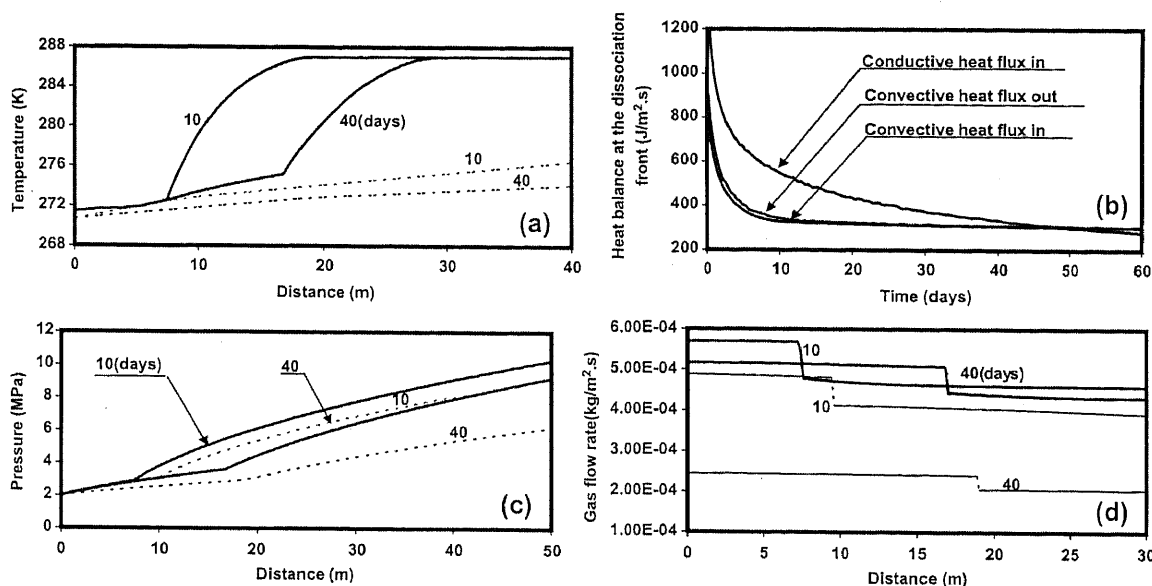 288
284
280
276
272
268
Temperature (K)
10
40(days)
10
40
(a)
0
10
20
30
40
Distance (m)
1200
1000
800
600
400
200
Heat balance at the dissociation
front (J/m².s)
Conductive heat flux in
Convective heat flux out
Convective heat flux in
(b)
0
10
20
30
40
50
60
Time (days)
12
10
8
6
4
2
0
Pressure (MPa)
10(days)
40
10
40
(c)
0
10
20
30
40
50
Distance (m)
6.00E-04
5.00E-04
4.00E-04
3.00E-04
2.00E-04
1.00E-04
Gas flow rate(kg/m².s)
10
40(days)
10
40
(d)
0
5
10
15
20
25
30
Distance (m)